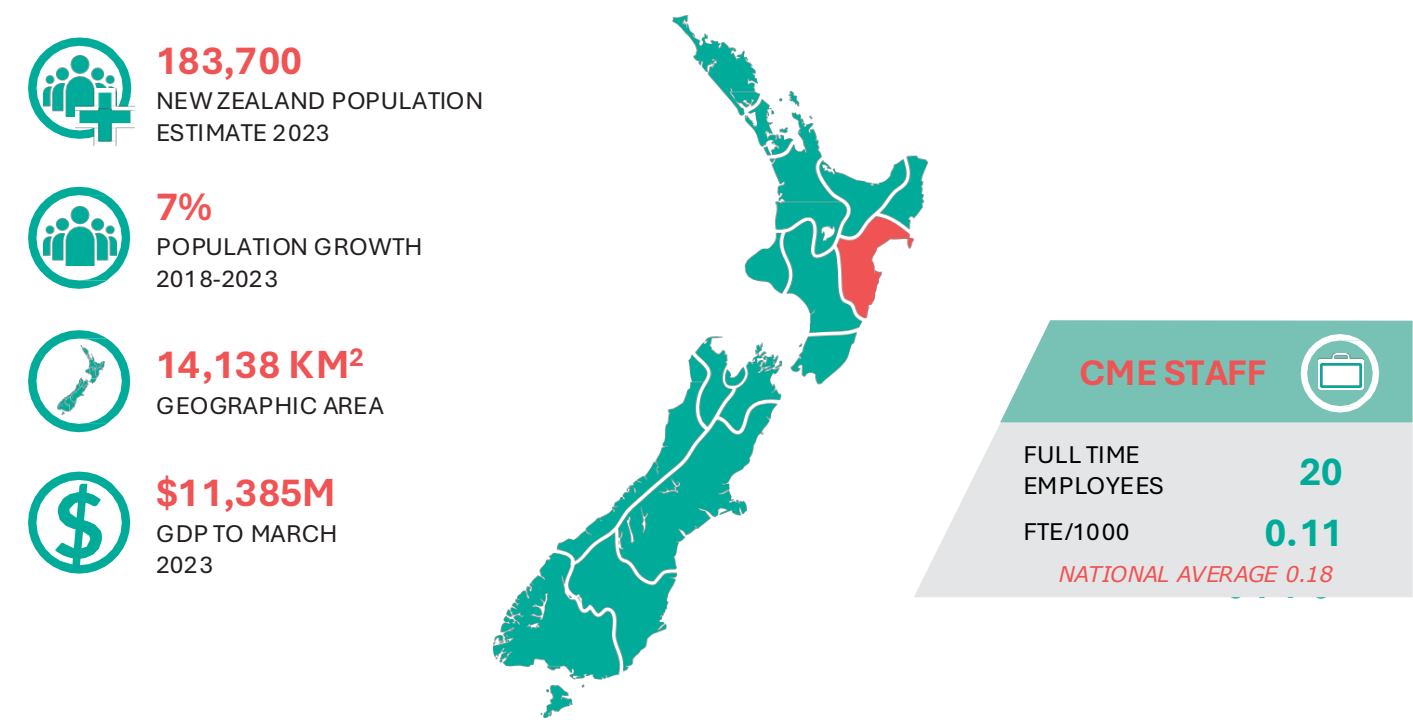 183,700
NEW ZEALAND POPULATION
ESTIMATE 2023
7%
POPULATION GROWTH
2018-2023
14,138 KM²
GEOGRAPHIC AREA
$11,385M
GDP TO MARCH
2023
CME STAFF
FULL TIME
EMPLOYEES
20
FTE/1000
0.11
NATIONAL AVERAGE 0.18